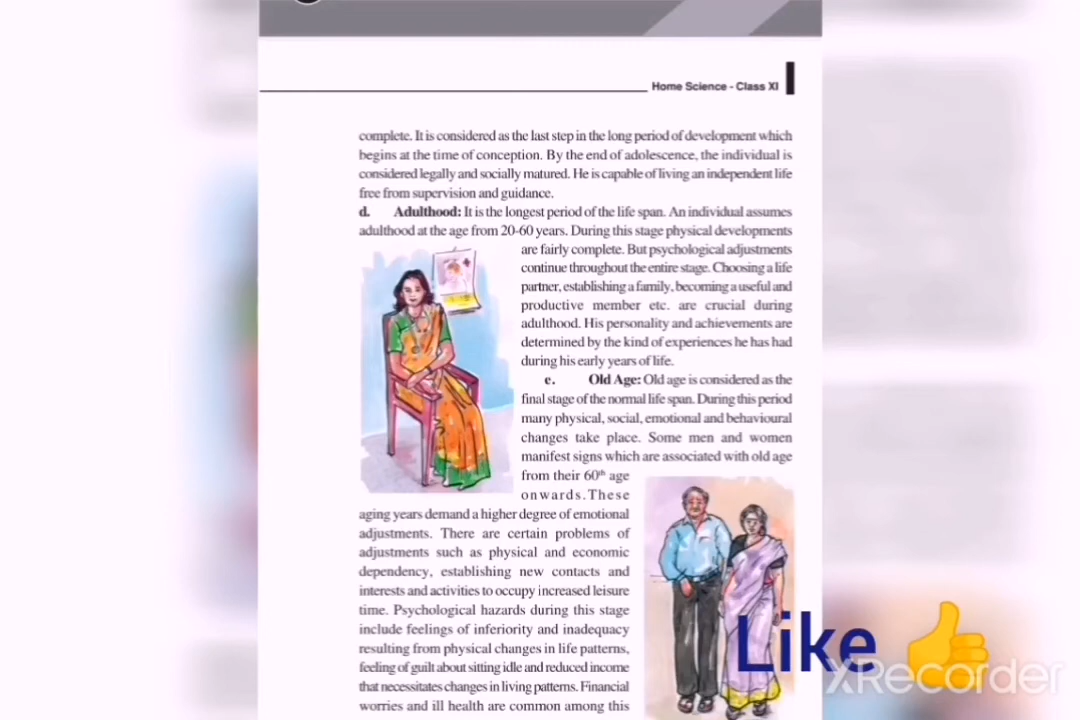 Home Science - Class XI
complete. It is considered as the last step in the long period of development which
begins at the time of conception. By the end of adolescence, the individual is
considered legally and socially matured. He is capable of living an independent life
free from supervision and guidance.
d. Adulthood: It is the longest period of the life span. An individual assumes
adulthood at the age from 20-60 years. During this stage physical developments
are fairly complete. But psychological adjustments
continue throughout the entire stage. Choosing a life
partner, establishing a family, becoming a useful and
productive member etc. are crucial during
adulthood. His personality and achievements are
determined by the kind of experiences he has had
during his early years of life.
e. Old Age: Old age is considered as the
final stage of the normal life span. During this period
many physical, social, emotional and behavioural
changes take place. Some men and women
manifest signs which are associated with old age
from their 60th age
onwards. These
aging years demand a higher degree of emotional
adjustments. There are certain problems of
adjustments such as physical and economic
dependency, establishing new contacts and
interests and activities to occupy increased leisure
time. Psychological hazards during this stage
include feelings of inferiority and inadequacy
resulting from physical changes in life patterns,
feeling of guilt about sitting idle and reduced income
that necessitates changes in living patterns. Financial
worries and ill health are common among this
Like
XRecorder